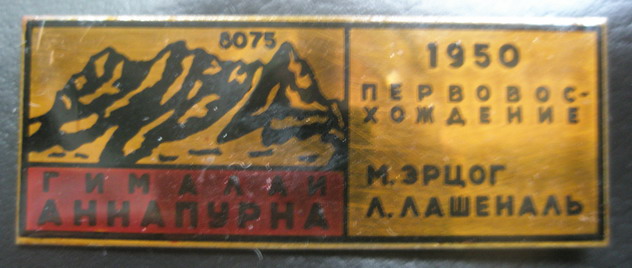 8075
ГИМАЛАИ
АННАПУРНА
1950
ПЕРВОВОС-
ХОЖДЕНИЕ
М.ЭРЦОГ
Л.ЛАШЕНАЛЬ